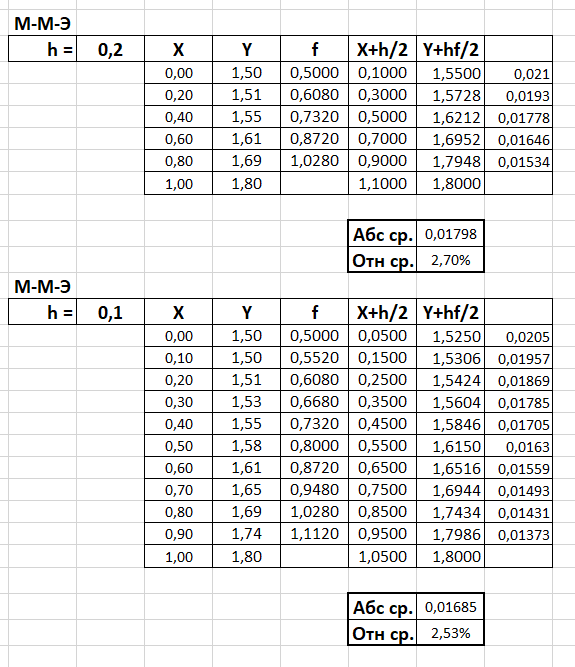 М-М-Э
h = 0,2 X Y f X+h/2 Y+hf/2
0,00 1,50 0,5000 0,1000 1,5500 0,021
0,20 1,51 0,6080 0,3000 1,5728 0,0193
0,40 1,55 0,7320 0,5000 1,6212 0,01778
0,60 1,61 0,8720 0,7000 1,6952 0,01646
0,80 1,69 1,0280 0,9000 1,7948 0,01534
1,00 1,80 1,1000 1,8000
Абс ср. 0,01798
Отн ср. 2,70%
М-М-Э
h = 0,1 X Y f X+h/2 Y+hf/2
0,00 1,50 0,5000 0,0500 1,5250 0,0205
0,10 1,50 0,5520 0,1500 1,5306 0,01957
0,20 1,51 0,6080 0,2500 1,5424 0,01869
0,30 1,53 0,6680 0,3500 1,5604 0,01785
0,40 1,55 0,7320 0,4500 1,5846 0,01705
0,50 1,58 0,8000 0,5500 1,6150 0,0163
0,60 1,61 0,8720 0,6500 1,6516 0,01559
0,70 1,65 0,9480 0,7500 1,6944 0,01493
0,80 1,69 1,0280 0,8500 1,7434 0,01431
0,90 1,74 1,1120 0,9500 1,7986 0,01373
1,00 1,80 1,0500 1,8000
Абс ср. 0,01685
Отн ср. 2,53%